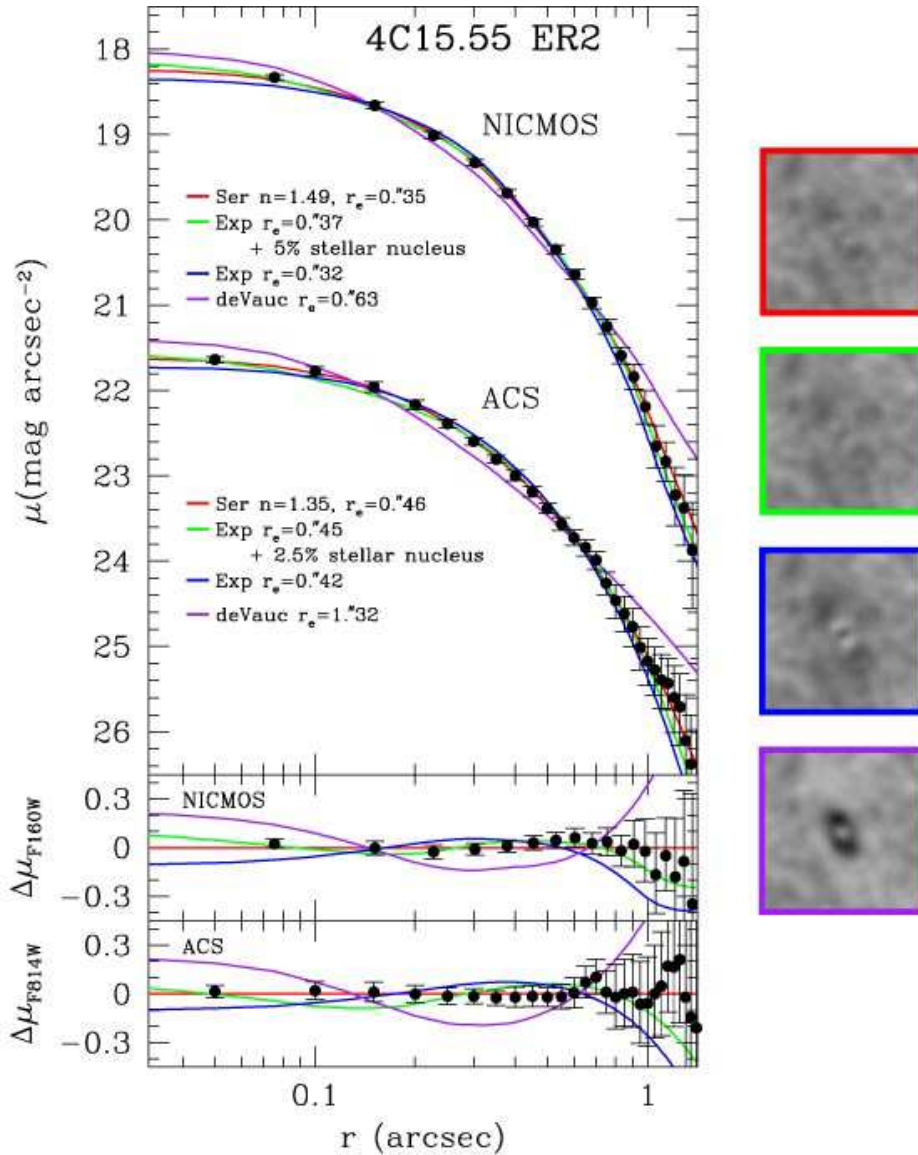 4C15.55 ER2
18
19
20
21
22
23
24
25
26
μ(mag arcsec⁻²)
NICMOS
Ser n=1.49, rₑ=0."35
Exp rₑ=0."37
+ 5% stellar nucleus
Exp rₑ=0."32
deVauc rₑ=0."63
ACS
Ser n=1.35, rₑ=0."46
Exp rₑ=0."45
+ 2.5% stellar nucleus
Exp rₑ=0."42
deVauc rₑ=1."32
NICMOS
0.3
0
−0.3
ΔμF160W
ACS
0.3
0
−0.3
ΔμF814W
0.1
1
r (arcsec)